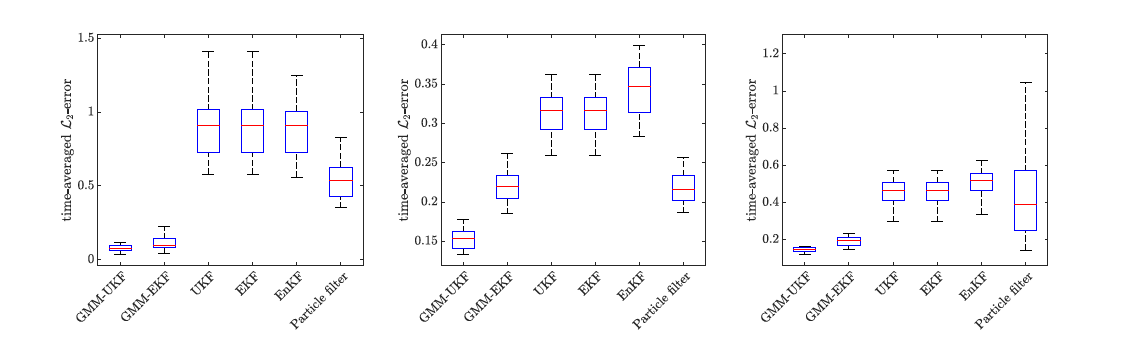 time-averaged ℒ₂-error
1.5
1
0.5
0
GMM-UKF
GMM-EKF
UKF
EKF
EnKF
Particle filter
time-averaged ℒ₂-error
0.4
0.35
0.3
0.25
0.2
0.15
GMM-UKF
GMM-EKF
UKF
EKF
EnKF
Particle filter
time-averaged ℒ₂-error
1.2
1
0.8
0.6
0.4
0.2
GMM-UKF
GMM-EKF
UKF
EKF
EnKF
Particle filter